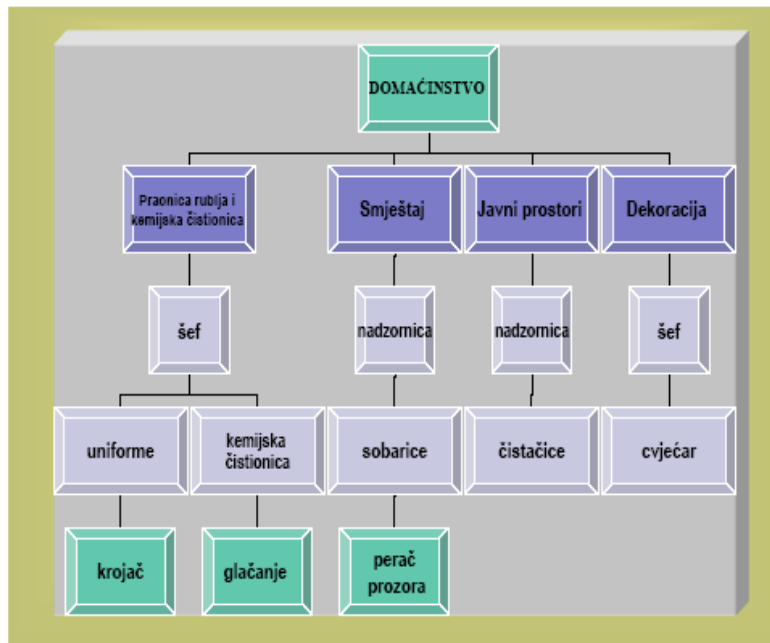 DOMAĆINSTVO
Praonica rublja i
kemijska čistionica
Smještaj
Javni prostori
Dekoracija
šef
nadzornica
nadzornica
šef
uniforme
kemijska
čistionica
sobarice
čistačice
cvjećar
krojač
glačanje
perač
prozora